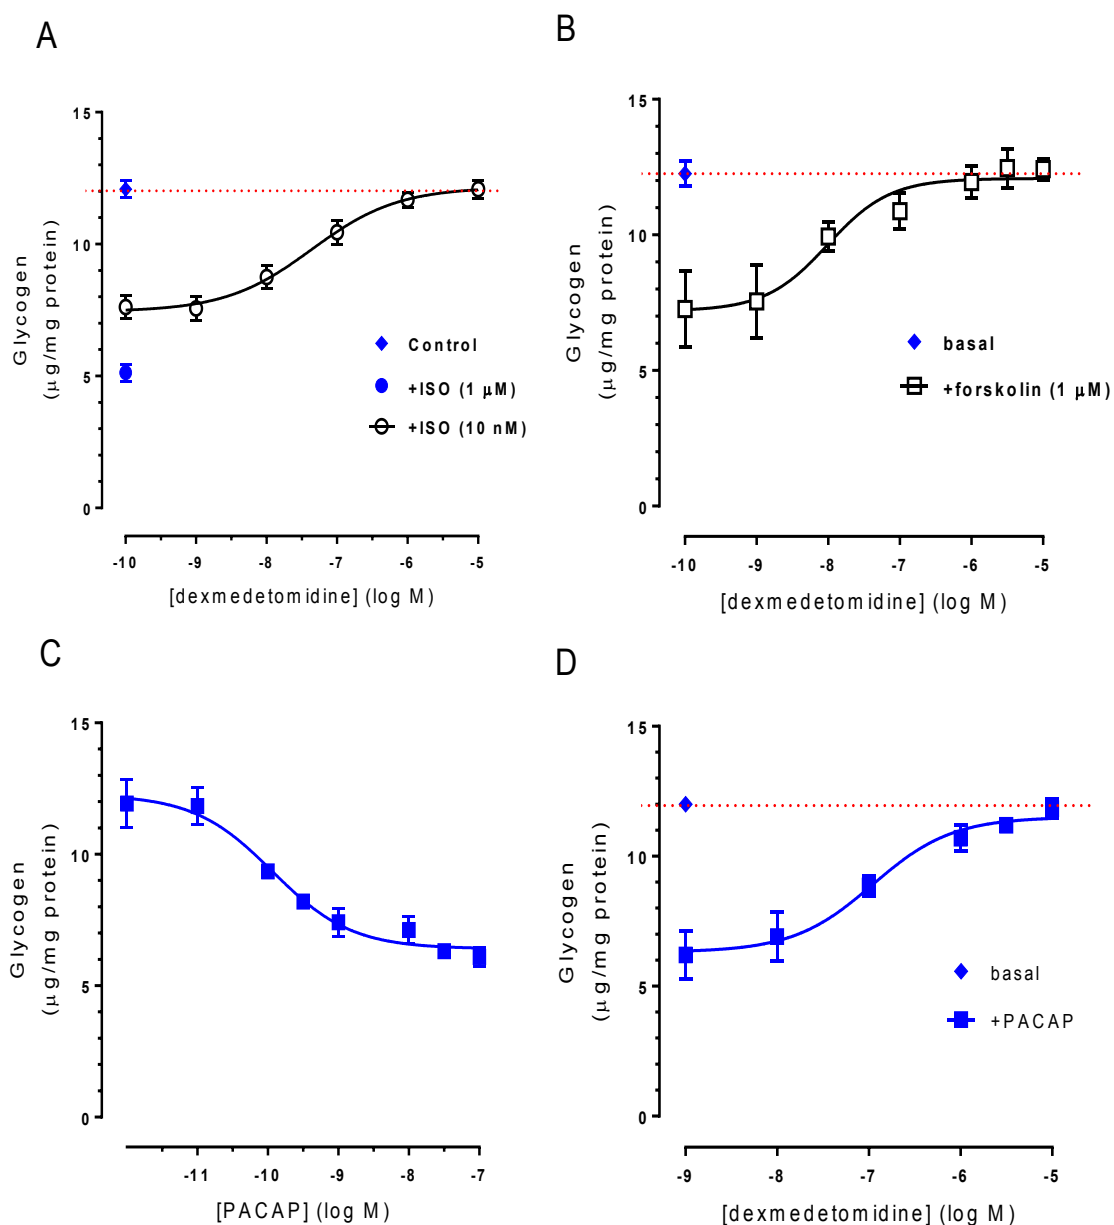 A
15
10
5
0
Glycogen
(μg/mg protein)
Control
+ISO (1 μM)
+ISO (10 nM)
-10 -9 -8 -7 -6 -5
[dexmedetomidine] (log M)
B
15
10
5
0
Glycogen
(μg/mg protein)
basal
+forskolin (1 μM)
-10 -9 -8 -7 -6 -5
[dexmedetomidine] (log M)
C
15
10
5
0
Glycogen
(μg/mg protein)
-11 -10 -9 -8 -7
[PACAP] (log M)
D
15
10
5
0
Glycogen
(μg/mg protein)
basal
+PACAP
-9 -8 -7 -6 -5
[dexmedetomidine] (log M)